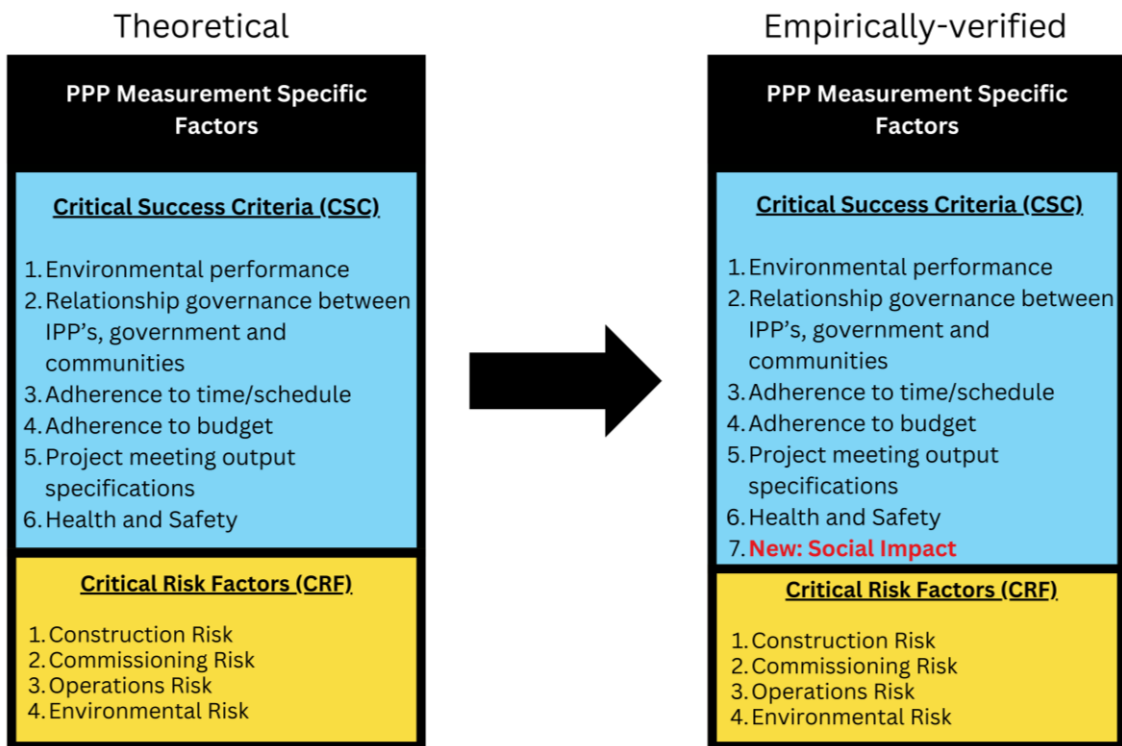 Theoretical
PPP Measurement Specific
Factors
Critical Success Criteria (CSC)
1. Environmental performance
2. Relationship governance between
IPP's, government and
communities
3. Adherence to time/schedule
4. Adherence to budget
5. Project meeting output
specifications
6. Health and Safety
Critical Risk Factors (CRF)
1. Construction Risk
2. Commissioning Risk
3. Operations Risk
4. Environmental Risk
Empirically-verified
PPP Measurement Specific
Factors
Critical Success Criteria (CSC)
1. Environmental performance
2. Relationship governance between
IPP's, government and
communities
3. Adherence to time/schedule
4. Adherence to budget
5. Project meeting output
specifications
6. Health and Safety
7. New: Social Impact
Critical Risk Factors (CRF)
1. Construction Risk
2. Commissioning Risk
3. Operations Risk
4. Environmental Risk